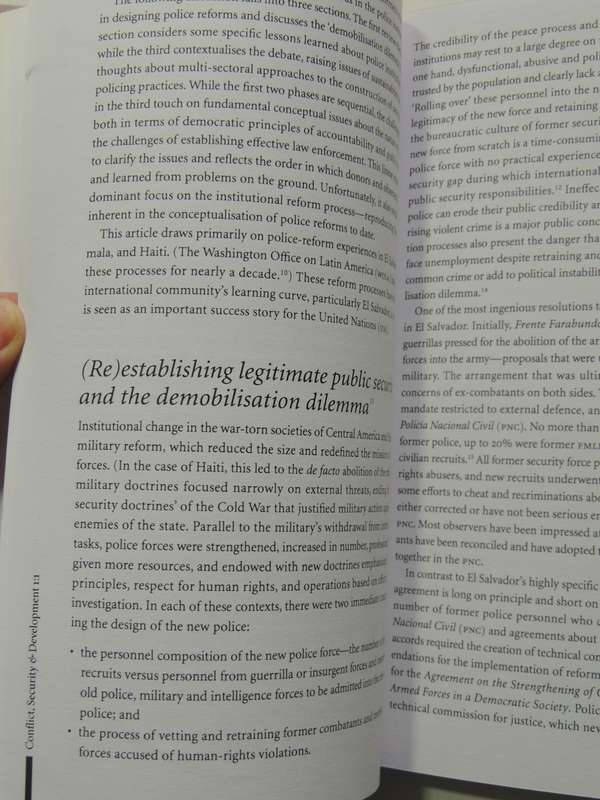 in designing police reforms and discusses the 'demobilisation
section considers some specific lessons learned about police
while the third contextualises the debate, raising issues of
thoughts about multi-sectoral approaches to the construction of
policing practices. While the first two phases are sequential, the
in the third touch on fundamental conceptual issues about the
both in terms of democratic principles of accountability and
the challenges of establishing effective law enforcement. This
to clarify the issues and reflects the order in which donors and
and learned from problems on the ground. Unfortunately, it also
dominant focus on the institutional reform process—reproducing
inherent in the conceptualisation of police reforms to date.
This article draws primarily on police-reform experiences in El
mala, and Haiti. (The Washington Office on Latin America
these processes for nearly a decade.10) These reform processes
international community's learning curve, particularly El Salvador,
is seen as an important success story for the United Nations
(Re)establishing legitimate public security
and the demobilisation dilemma
Institutional change in the war-torn societies of Central America and
military reform, which reduced the size and redefined the
forces. (In the case of Haiti, this led to the de facto abolition of the
military doctrines focused narrowly on external threats, ending
security doctrines' of the Cold War that justified military action
enemies of the state. Parallel to the military's withdrawal from
tasks, police forces were strengthened, increased in number,
given more resources, and endowed with new doctrines
principles, respect for human rights, and operations based on
investigation. In each of these contexts, there were two immediate
ing the design of the new police:
• the personnel composition of the new police force—the number
recruits versus personnel from guerrilla or insurgent forces and
old police, military and intelligence forces to be admitted into the
police; and
• the process of vetting and retraining former combatants and
forces accused of human-rights violations.
Conflict, Security & Development 1:1
The credibility of the peace process and
institutions may rest to a large degree on
one hand, dysfunctional, abusive and
trusted by the population and clearly lack
'Rolling over' these personnel into the
legitimacy of the new force and retaining
the bureaucratic culture of former
new force from scratch is a time-consuming
police force with no practical experience
security gap during which international
public security responsibilities.12
police can erode their public credibility
rising violent crime is a major public
tion processes also present the danger that
face unemployment despite retraining and
common crime or add to political
lisation dilemma.14
One of the most ingenious resolutions
in El Salvador. Initially, Frente Farabundo
guerrillas pressed for the abolition of the
forces into the army—proposals that were
military. The arrangement that was
concerns of ex-combatants on both sides.
mandate restricted to external defence, and
Policia Nacional Civil (PNC). No more than
former police, up to 20% were former FMLN
civilian recruits.15 All former security force
rights abusers, and new recruits underwent
some efforts to cheat and recriminations
either corrected or have not been serious
PNC. Most observers have been impressed
ants have been reconciled and have adopted
together in the PNC.
In contrast to El Salvador's highly specific
agreement is long on principle and short on
number of former police personnel who
Nacional Civil (PNC) and agreements about
accords required the creation of technical
endations for the implementation of
for the Agreement on the Strengthening of
Armed Forces in a Democratic Society.
technical commission for justice, which